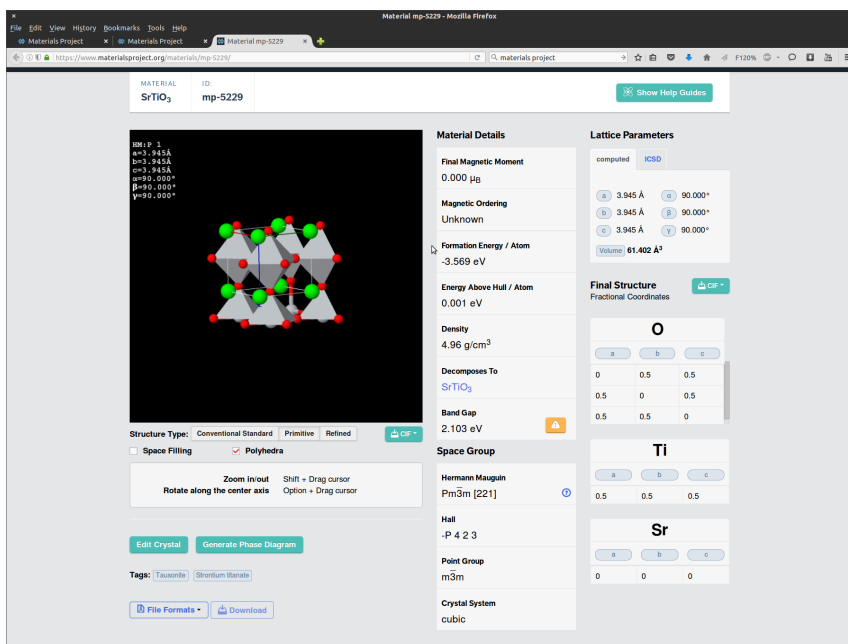 Material mp-5229 - Mozilla Firefox
File Edit View History Bookmarks Tools Help
Materials Project × Materials Project × Material mp-5229 ×
https://www.materialsproject.org/materials/mp-5229/
materials project
F120%
MATERIAL
SrTiO3
ID:
mp-5229
Show Help Guides
HM:P 1
a=3.945Å
b=3.945Å
c=3.945Å
α=90.000°
β=90.000°
γ=90.000°
Structure Type: Conventional Standard Primitive Refined
CIF
Space Filling Polyhedra
Zoom in/out Shift + Drag cursor
Rotate along the center axis Option + Drag cursor
Edit Crystal Generate Phase Diagram
Tags: Tausonite Strontium titanate
File Formats Download
Material Details
Final Magnetic Moment
0.000 μB
Magnetic Ordering
Unknown
Formation Energy / Atom
-3.569 eV
Energy Above Hull / Atom
0.001 eV
Density
4.96 g/cm3
Decomposes To
SrTiO3
Band Gap
2.103 eV
Space Group
Hermann Mauguin
Pm3̅m [221]
Hall
-P 4 2 3
Point Group
m3̅m
Crystal System
cubic
Lattice Parameters
computed ICSD
a 3.945 Å α 90.000°
b 3.945 Å β 90.000°
c 3.945 Å γ 90.000°
Volume 61.402 Å3
Final Structure
Fractional Coordinates
CIF
O
a b c
0 0.5 0.5
0.5 0 0.5
0.5 0.5 0
Ti
a b c
0.5 0.5 0.5
Sr
a b c
0 0 0